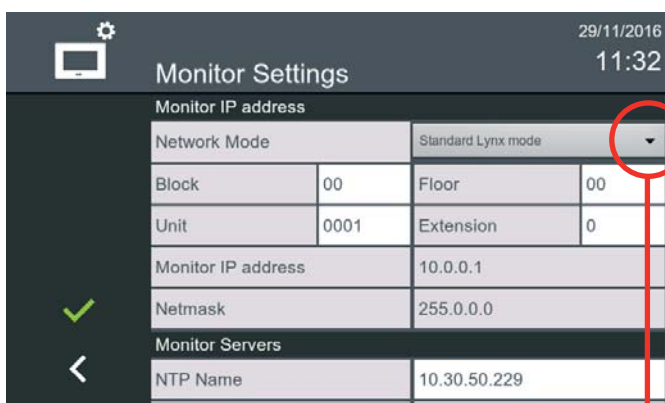 29/11/2016
Monitor Settings 11:32
Monitor IP address
Network Mode Standard Lynx mode
Block 00 Floor 00
Unit 0001 Extension 0
Monitor IP address 10.0.0.1
Netmask 255.0.0.0
Monitor Servers
NTP Name 10.30.50.229